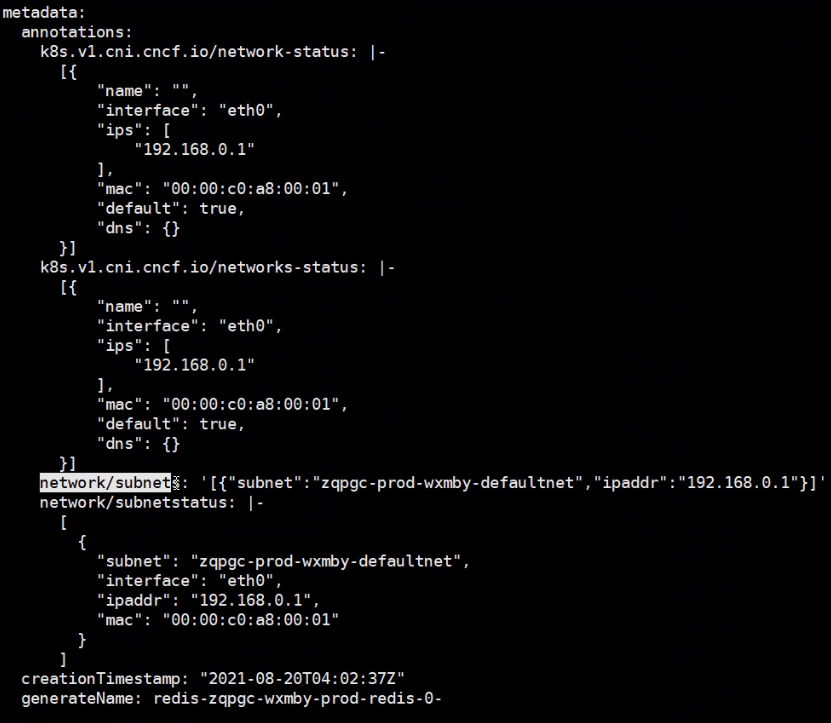 metadata:
  annotations:
    k8s.v1.cni.cncf.io/network-status: |-
      [{
          "name": "",
          "interface": "eth0",
          "ips": [
              "192.168.0.1"
          ],
          "mac": "00:00:c0:a8:00:01",
          "default": true,
          "dns": {}
      }]
    k8s.v1.cni.cncf.io/networks-status: |-
      [{
          "name": "",
          "interface": "eth0",
          "ips": [
              "192.168.0.1"
          ],
          "mac": "00:00:c0:a8:00:01",
          "default": true,
          "dns": {}
      }]
    network/subnets: '[{"subnet":"zqpgc-prod-wxmby-defaultnet","ipaddr":"192.168.0.1"}]'
    network/subnetstatus: |-
      [
        {
          "subnet": "zqpgc-prod-wxmby-defaultnet",
          "interface": "eth0",
          "ipaddr": "192.168.0.1",
          "mac": "00:00:c0:a8:00:01"
        }
      ]
  creationTimestamp: "2021-08-20T04:02:37Z"
  generateName: redis-zqpgc-wxmby-prod-redis-0-